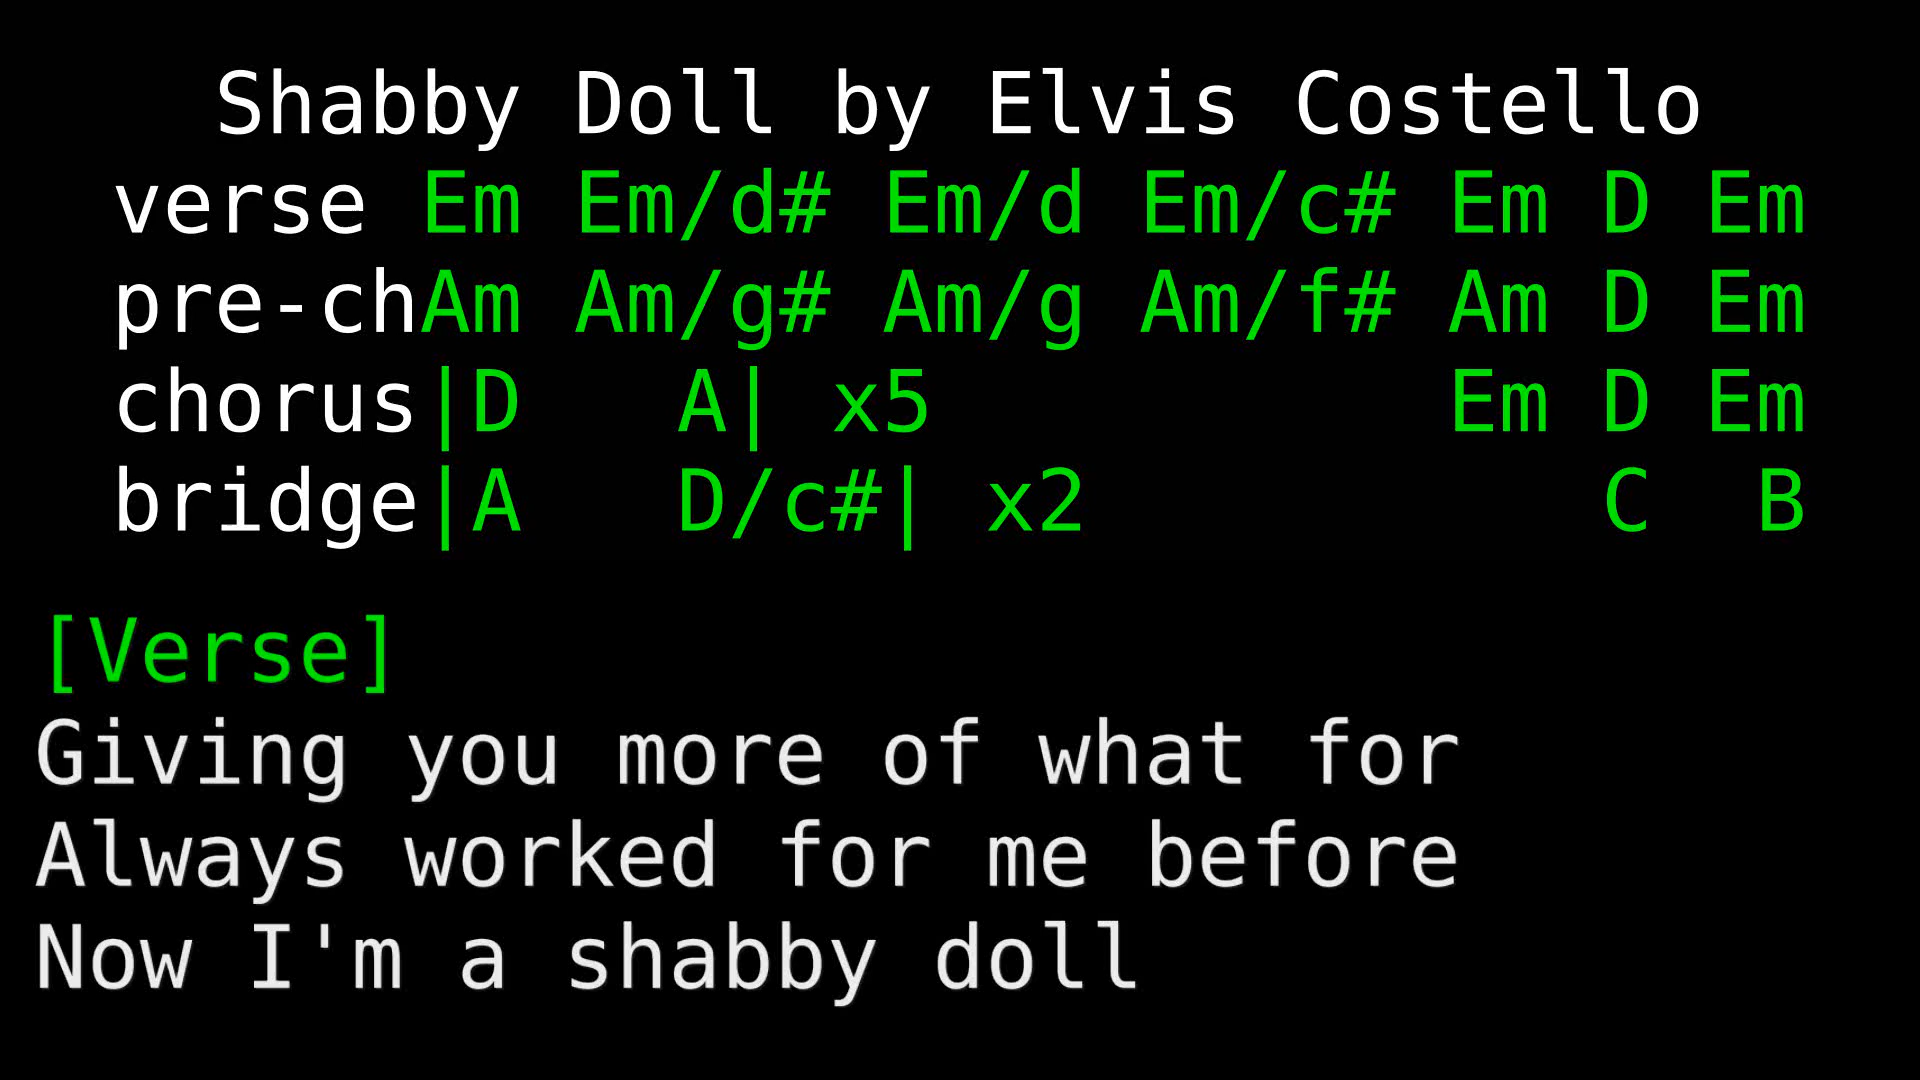 Shabby Doll by Elvis Costello
verse Em Em/d# Em/d Em/c# Em D Em
pre-chAm Am/g# Am/g Am/f# Am D Em
chorus|D   A| x5          Em D Em
bridge|A   D/c#| x2          C  B
[Verse]
Giving you more of what for
Always worked for me before
Now I'm a shabby doll